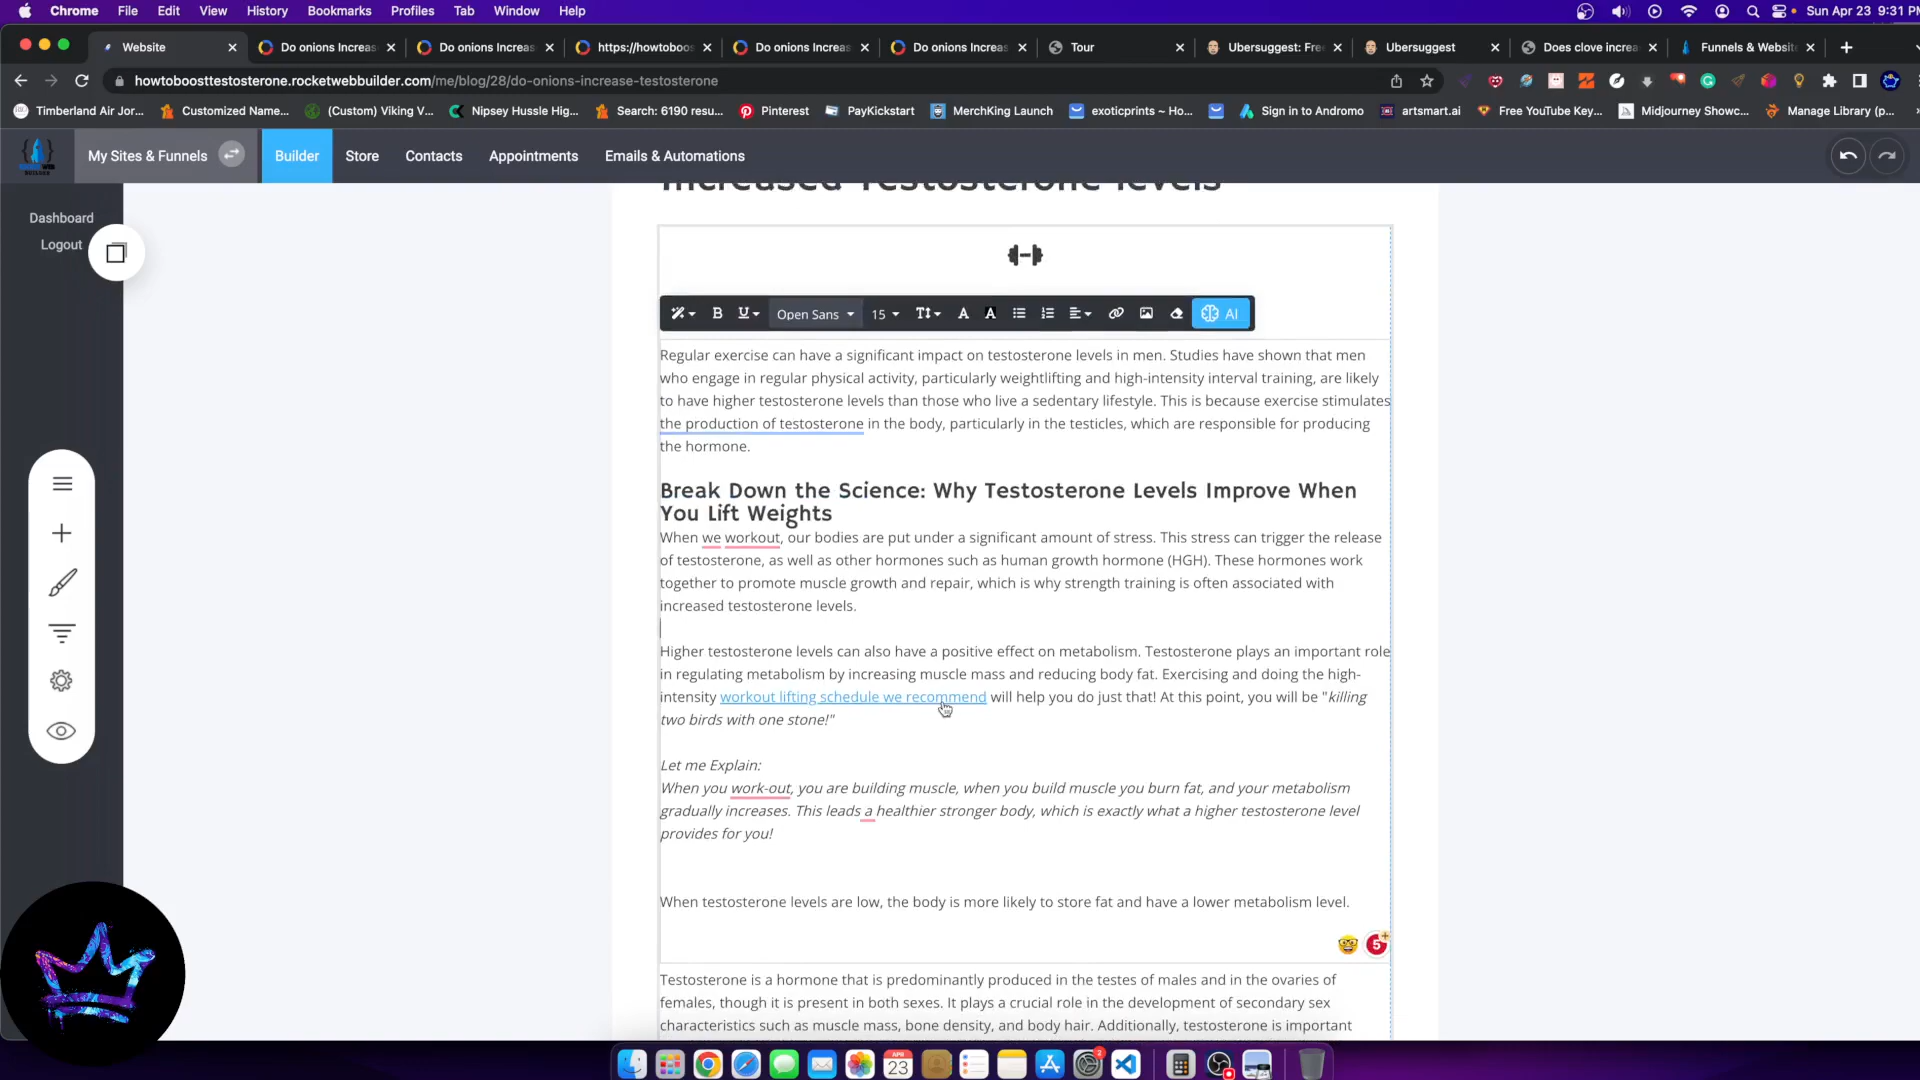 Chrome File Edit View History Bookmarks Profiles Tab Window Help Sun Apr 23 9:31
Website Do onions Increas Do onions Increas https://howtoboos Do onions Increas Do onions Increas Tour Ubersuggest: Fre Ubersuggest Does clove increa Funnels & Websit
howtoboosttestosterone.rocketwebbuilder.com/me/blog/28/do-onions-increase-testosterone
Timberland Air Jor... Customized Name... (Custom) Viking V... Nipsey Hussle Hig... Search: 6190 resu... Pinterest PayKickstart MerchKing Launch exoticprints ~ Ho... Sign in to Andromo artsmart.ai Free YouTube Key... Midjourney Showc... Manage Library (p...
My Sites & Funnels Builder Store Contacts Appointments Emails & Automations
Increased Testosterone levels
Dashboard
Logout
B U Open Sans 15 A A AI
Regular exercise can have a significant impact on testosterone levels in men. Studies have shown that men
who engage in regular physical activity, particularly weightlifting and high-intensity interval training, are likely
to have higher testosterone levels than those who live a sedentary lifestyle. This is because exercise stimulates
the production of testosterone in the body, particularly in the testicles, which are responsible for producing
the hormone.
Break Down the Science: Why Testosterone Levels Improve When
You Lift Weights
When we workout, our bodies are put under a significant amount of stress. This stress can trigger the release
of testosterone, as well as other hormones such as human growth hormone (HGH). These hormones work
together to promote muscle growth and repair, which is why strength training is often associated with
increased testosterone levels.
Higher testosterone levels can also have a positive effect on metabolism. Testosterone plays an important role
in regulating metabolism by increasing muscle mass and reducing body fat. Exercising and doing the high-
intensity workout lifting schedule we recommend will help you do just that! At this point, you will be "killing
two birds with one stone!"
Let me Explain:
When you work-out, you are building muscle, when you build muscle you burn fat, and your metabolism
gradually increases. This leads a healthier stronger body, which is exactly what a higher testosterone level
provides for you!
When testosterone levels are low, the body is more likely to store fat and have a lower metabolism level.
5
Testosterone is a hormone that is predominantly produced in the testes of males and in the ovaries of
females, though it is present in both sexes. It plays a crucial role in the development of secondary sex
characteristics such as muscle mass, bone density, and body hair. Additionally, testosterone is important
APR
23
2